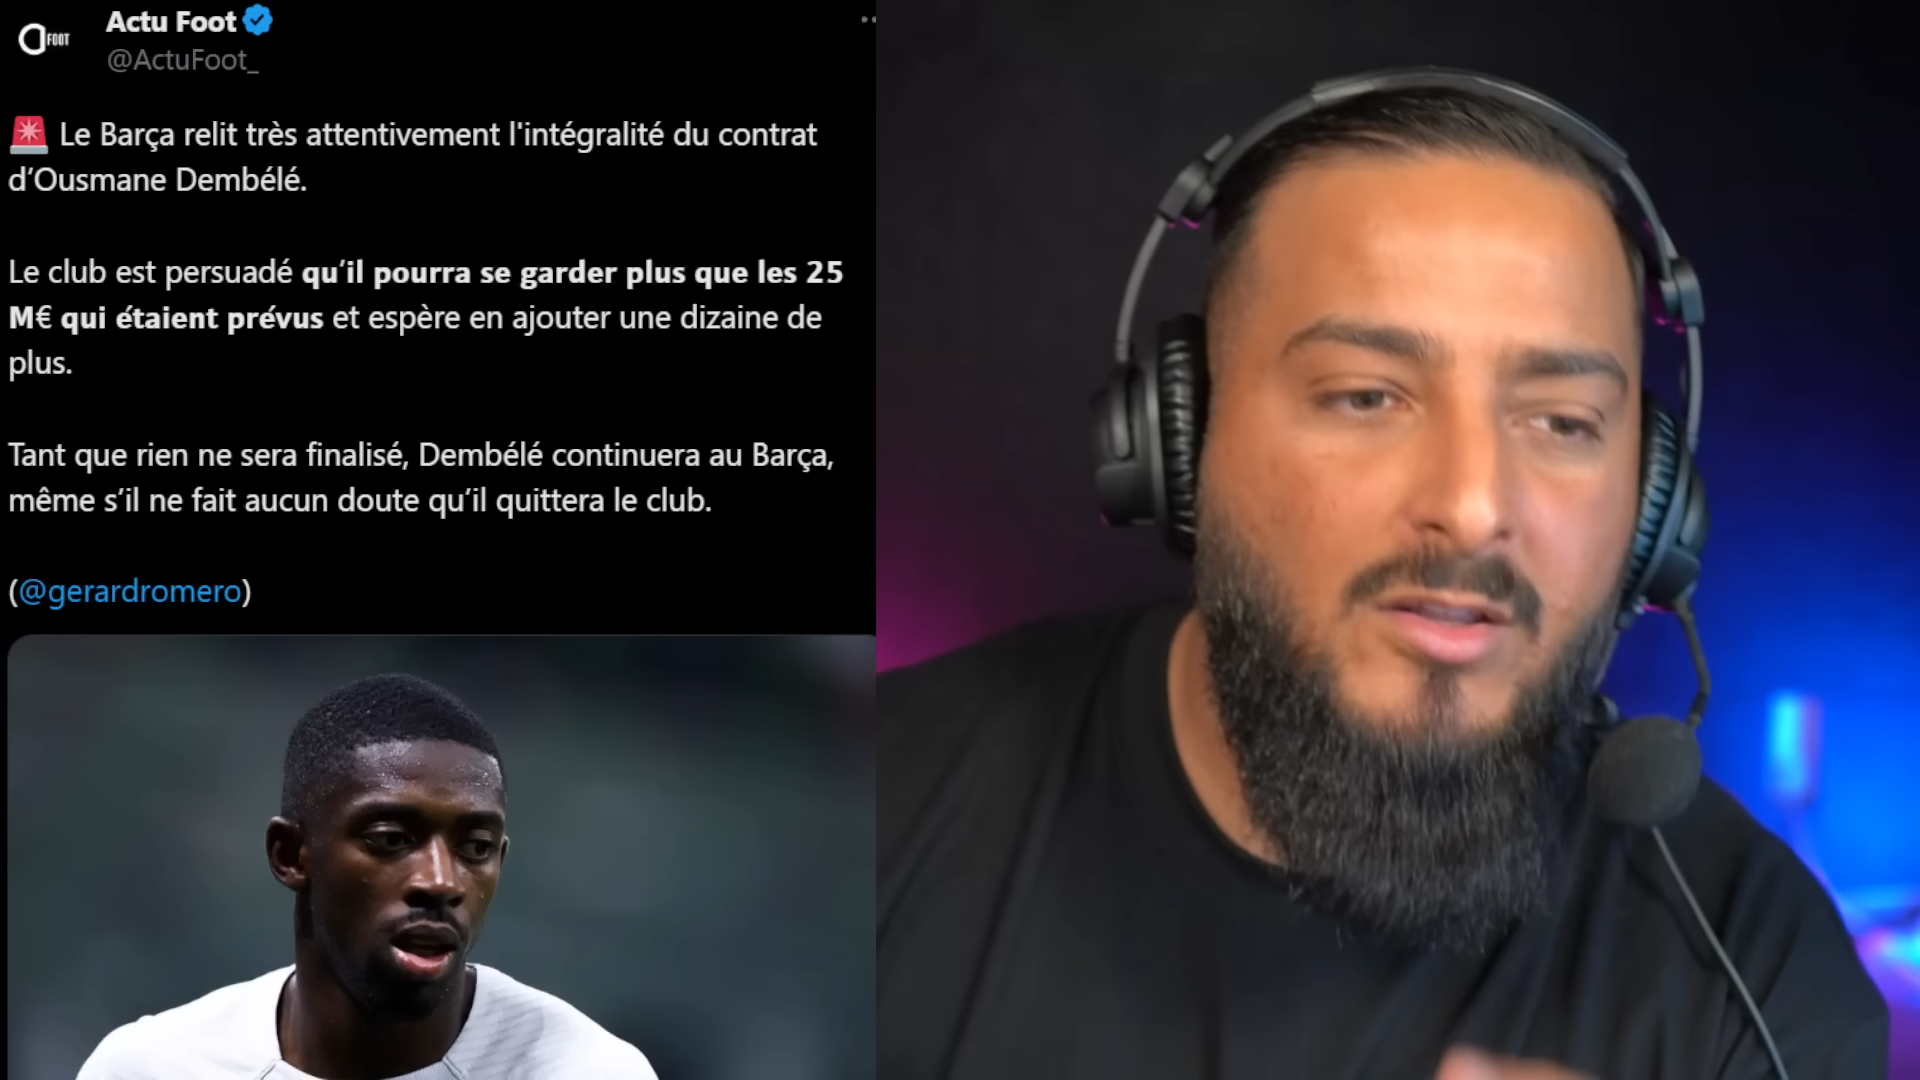 FOOT
Actu Foot
@ActuFoot_
Le Barça relit très attentivement l'intégralité du contrat
d’Ousmane Dembélé.
Le club est persuadé qu’il pourra se garder plus que les 25
M€ qui étaient prévus et espère en ajouter une dizaine de
plus.
Tant que rien ne sera finalisé, Dembélé continuera au Barça,
même s’il ne fait aucun doute qu’il quittera le club.
(@gerardromero)